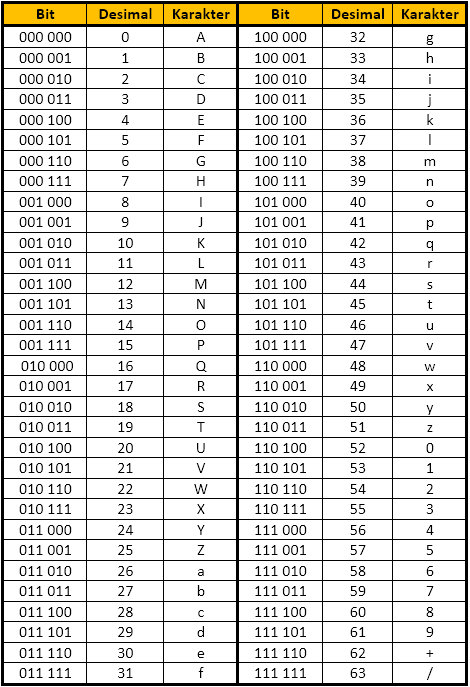 Bit Desimal Karakter Bit Desimal Karakter
000 000 0 A 100 000 32 g
000 001 1 B 100 001 33 h
000 010 2 C 100 010 34 i
000 011 3 D 100 011 35 j
000 100 4 E 100 100 36 k
000 101 5 F 100 101 37 l
000 110 6 G 100 110 38 m
000 111 7 H 100 111 39 n
001 000 8 I 101 000 40 o
001 001 9 J 101 001 41 p
001 010 10 K 101 010 42 q
001 011 11 L 101 011 43 r
001 100 12 M 101 100 44 s
001 101 13 N 101 101 45 t
001 110 14 O 101 110 46 u
001 111 15 P 101 111 47 v
010 000 16 Q 110 000 48 w
010 001 17 R 110 001 49 x
010 010 18 S 110 010 50 y
010 011 19 T 110 011 51 z
010 100 20 U 110 100 52 0
010 101 21 V 110 101 53 1
010 110 22 W 110 110 54 2
010 111 23 X 110 111 55 3
011 000 24 Y 111 000 56 4
011 001 25 Z 111 001 57 5
011 010 26 a 111 010 58 6
011 011 27 b 111 011 59 7
011 100 28 c 111 100 60 8
011 101 29 d 111 101 61 9
011 110 30 e 111 110 62 +
011 111 31 f 111 111 63 /